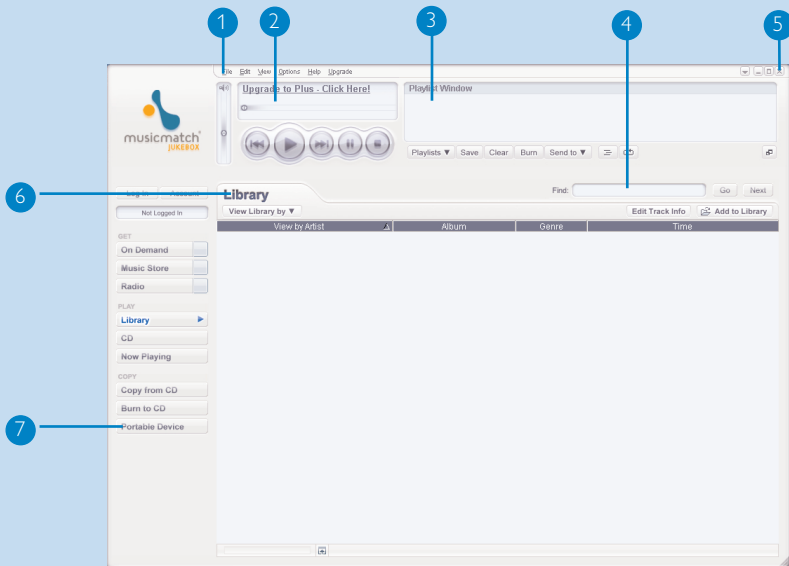 1
2
3
4
5
File Edit View Options Help Upgrade
Upgrade to Plus - Click Here!
Playlist Window
musicmatch®
JUKEBOX
Playlists ▼ Save Clear Burn Send to ▼
6
Log In Account
Library
Find:
Go Next
Not Logged In
View Library by ▼
Edit Track Info
Add to Library
View by Artist
Album
Genre
Time
GET
On Demand
Music Store
Radio
PLAY
Library
CD
Now Playing
COPY
Copy from CD
Burn to CD
7
Portable Device